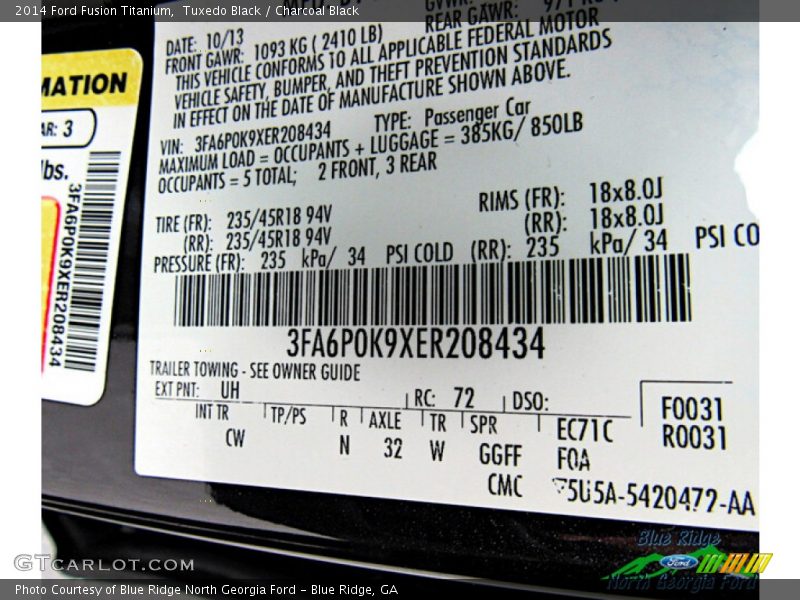 2014 Ford Fusion Titanium, Tuxedo Black / Charcoal Black
DATE: 10/13
REAR GAWR:
FRONT GAWR: 1093 KG ( 2410 LB)
THIS VEHICLE CONFORMS TO ALL APPLICABLE FEDERAL MOTOR
VEHICLE SAFETY, BUMPER, AND THEFT PREVENTION STANDARDS
IN EFFECT ON THE DATE OF MANUFACTURE SHOWN ABOVE.
VIN: 3FA6P0K9XER208434 TYPE: Passenger Car
MAXIMUM LOAD = OCCUPANTS + LUGGAGE = 385KG/ 850LB
OCCUPANTS = 5 TOTAL; 2 FRONT, 3 REAR
TIRE (FR): 235/45R18 94V RIMS (FR): 18x8.0J
(RR): 235/45R18 94V (RR): 18x8.0J
PRESSURE (FR): 235 kPa/ 34 PSI COLD (RR): 235 kPa/ 34 PSI CO
3FA6P0K9XER208434
TRAILER TOWING - SEE OWNER GUIDE
EXT PNT: UH RC: 72 DSO: F0031
R0031
INT TR TP/PS R AXLE TR SPR EC71C
CW N 32 W GGFF FOA
CMC 5U5A-5420472-AA
MATION
AR: 3
lbs.
3FA6P0K9XER208434
GTCARLOT.COM
Blue Ridge
Ford
North Georgia Ford
Photo Courtesy of Blue Ridge North Georgia Ford – Blue Ridge, GA